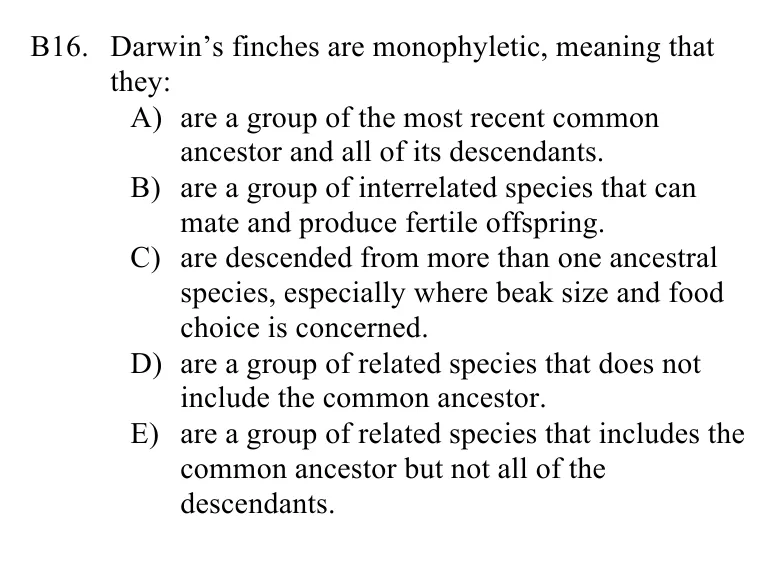 B16. Darwin’s finches are monophyletic, meaning that
they:
A) are a group of the most recent common
ancestor and all of its descendants.
B) are a group of interrelated species that can
mate and produce fertile offspring.
C) are descended from more than one ancestral
species, especially where beak size and food
choice is concerned.
D) are a group of related species that does not
include the common ancestor.
E) are a group of related species that includes the
common ancestor but not all of the
descendants.